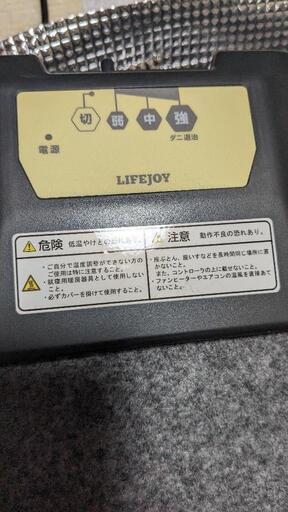 切 弱 中 強
電源
ダニ退治
LIFEJOY
危険 低温やけどの恐れあり。
・ご自分で温度調節ができない方の
ご使用は特に注意すること。
・就寝用暖房器具として使用しない
こと。
・必ずカバーを掛けて使用すること。
注意 動作不良の恐れあり。
・座ぶとん、座いすなどを長時間同じ場所に置
かないこと。
また、コントローラの上に載せないこと。
・ファンヒーターやエアコンの温風を直接あて
ないこと。